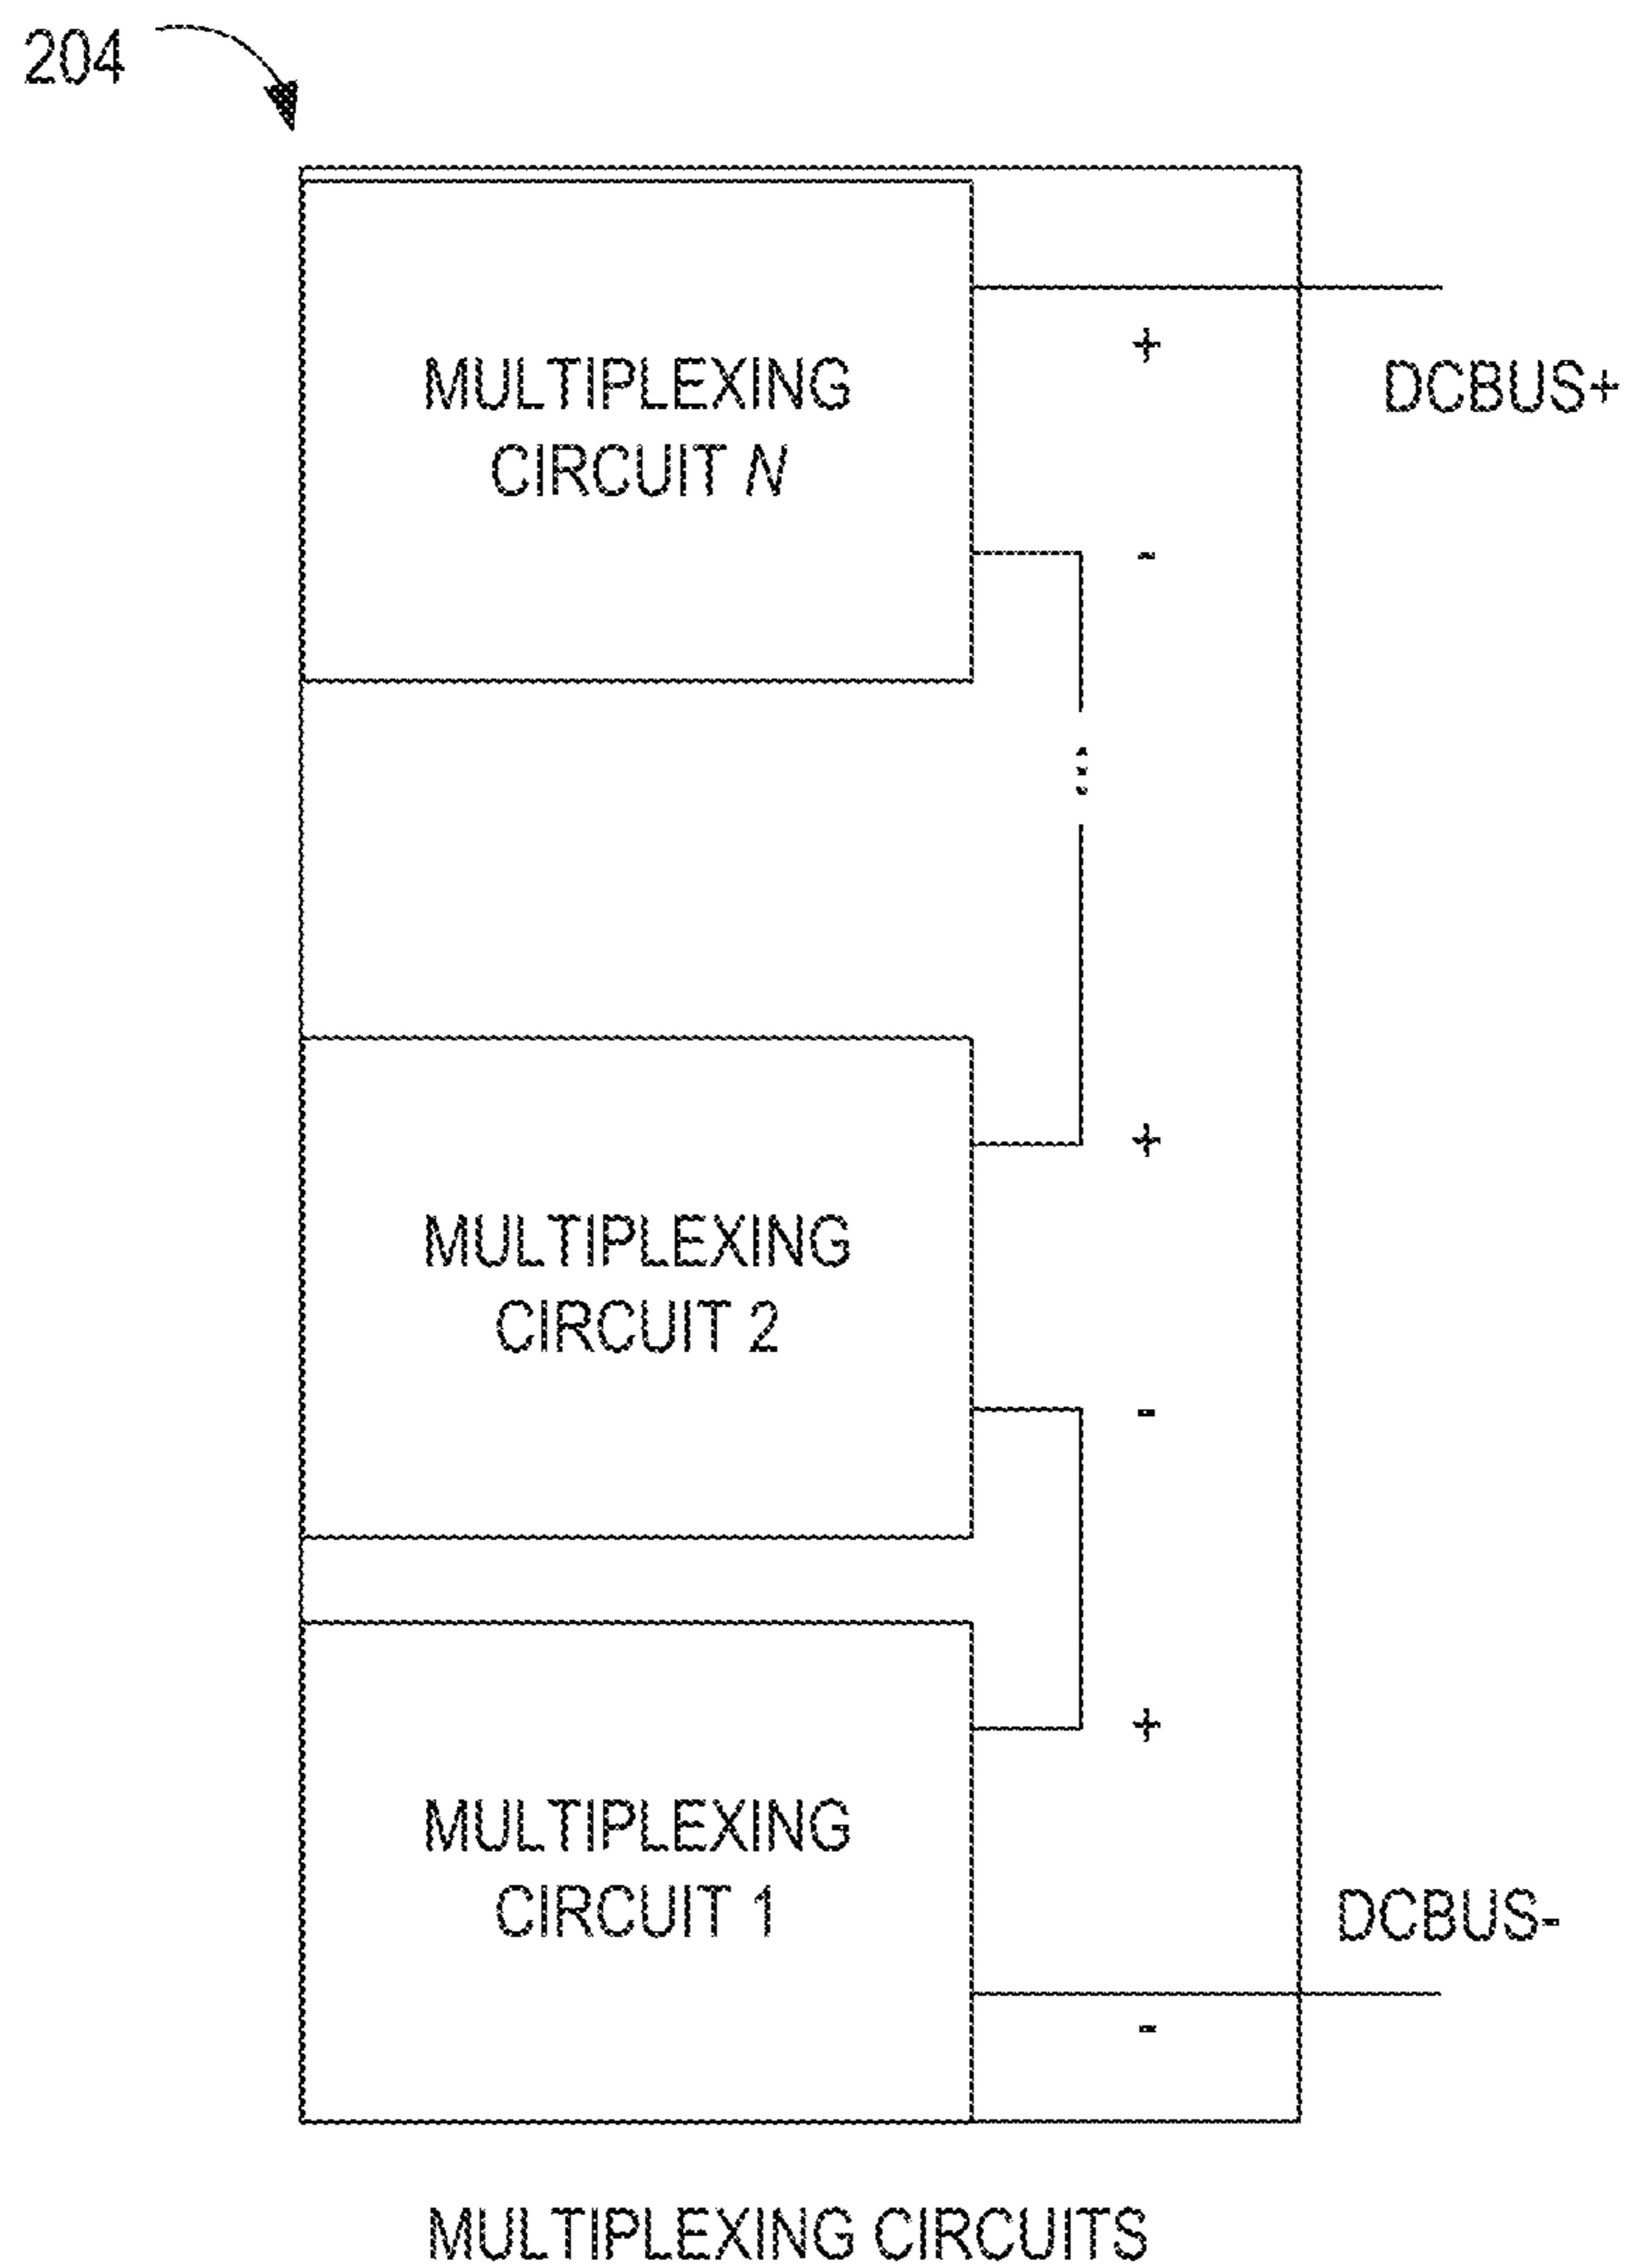 204
+
DCBUS+
MULTIPLEXING
CIRCUIT N
-
+
MULTIPLEXING
CIRCUIT 2
-
+
MULTIPLEXING
CIRCUIT 1
DCBUS-
-
MULTIPLEXING CIRCUITS